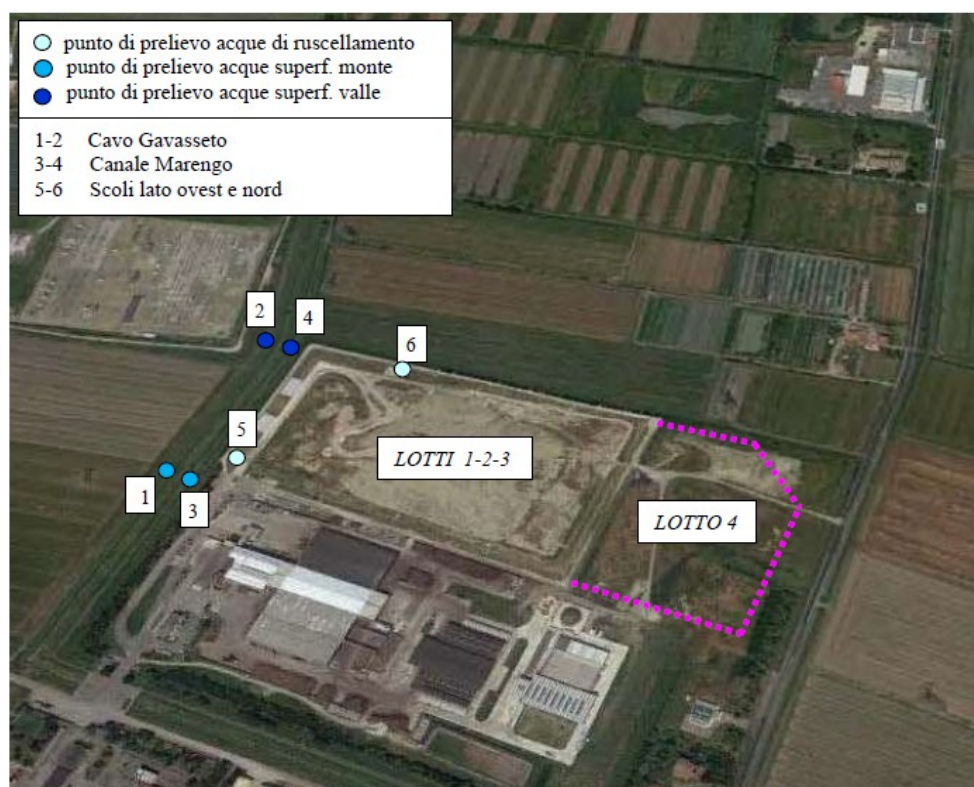 punto di prelievo acque di ruscellamento
punto di prelievo acque superf. monte
punto di prelievo acque superf. valle
1-2 Cavo Gavasseto
3-4 Canale Marengo
5-6 Scoli lato ovest e nord
2
4
6
5
LOTTI 1-2-3
1
3
LOTTO 4